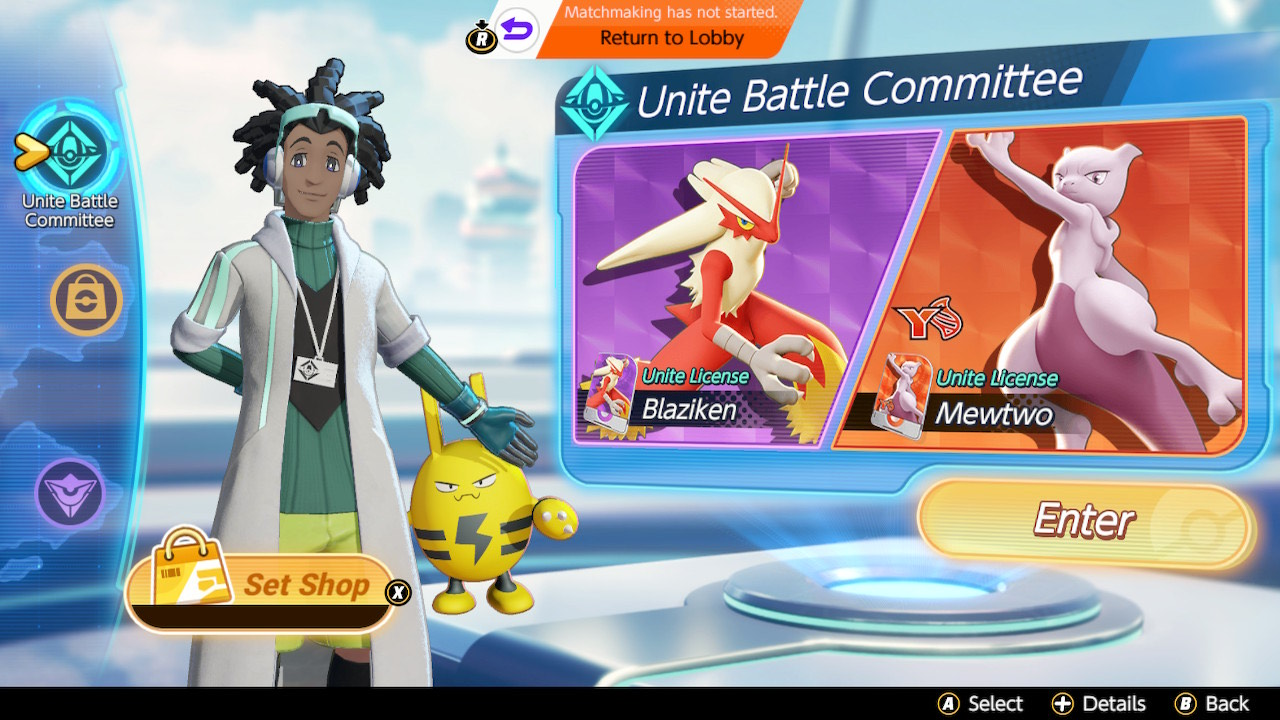 Matchmaking has not started.
R
Return to Lobby
Unite Battle Committee
Unite Battle
Committee
Unite License
Blaziken
Y
Unite License
Mewtwo
Enter
Set Shop
X
A Select
+ Details
B Back